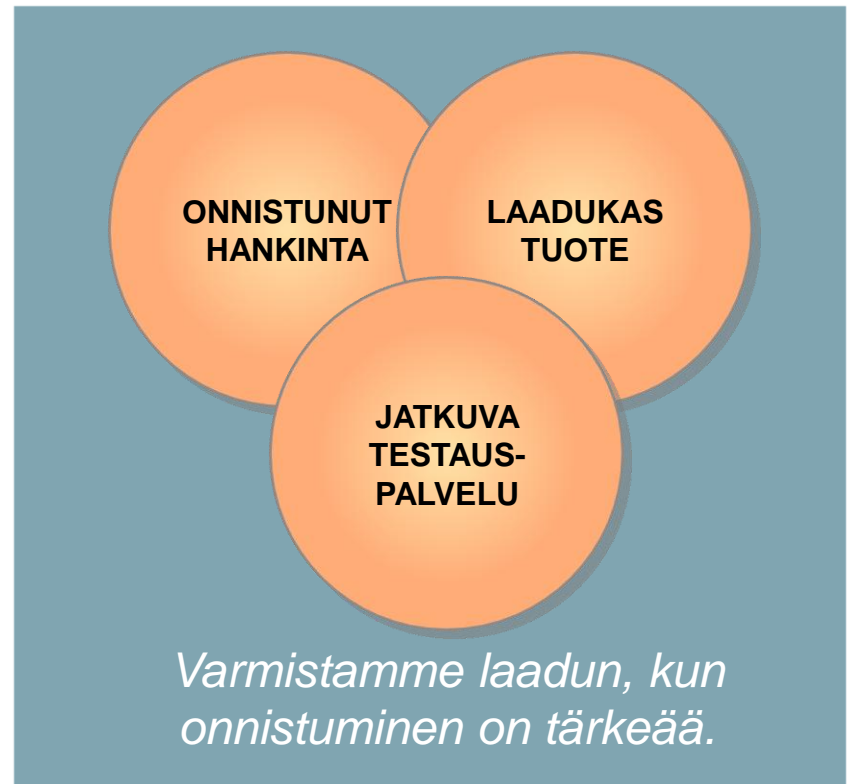 ONNISTUNUT
HANKINTA
LAADUKAS
TUOTE
JATKUVA
TESTAUS-
PALVELU
Varmistamme laadun, kun
onnistuminen on tärkeää.